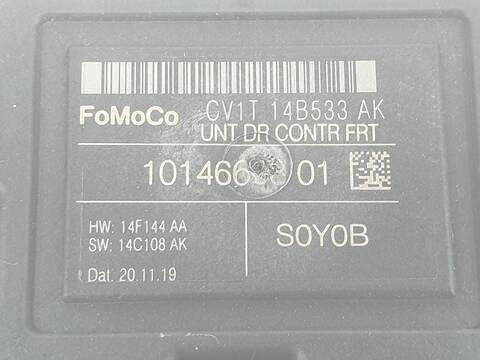 FoMoCo CV1T 14B533 AK
UNT DR CONTR FRT
01
HW: 14F144 AA
SW: 14C108 AK
S0Y0B
Dat. 20.11.19